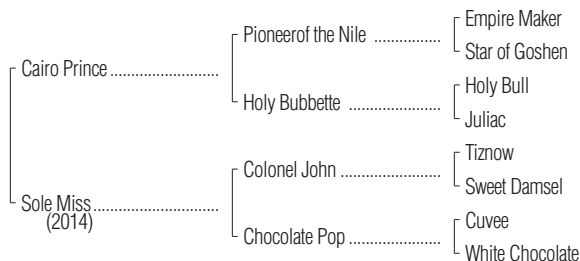 Empire Maker
Pioneerof the Nile ....................
Star of Goshen
Cairo Prince ...........................
Holy Bull
Holy Bubbette .......................
Juliac
Tiznow
Colonel John .........................
Sweet Damsel
Sole Miss ...............................
(2014)
Cuvee
Chocolate Pop .......................
White Chocolate